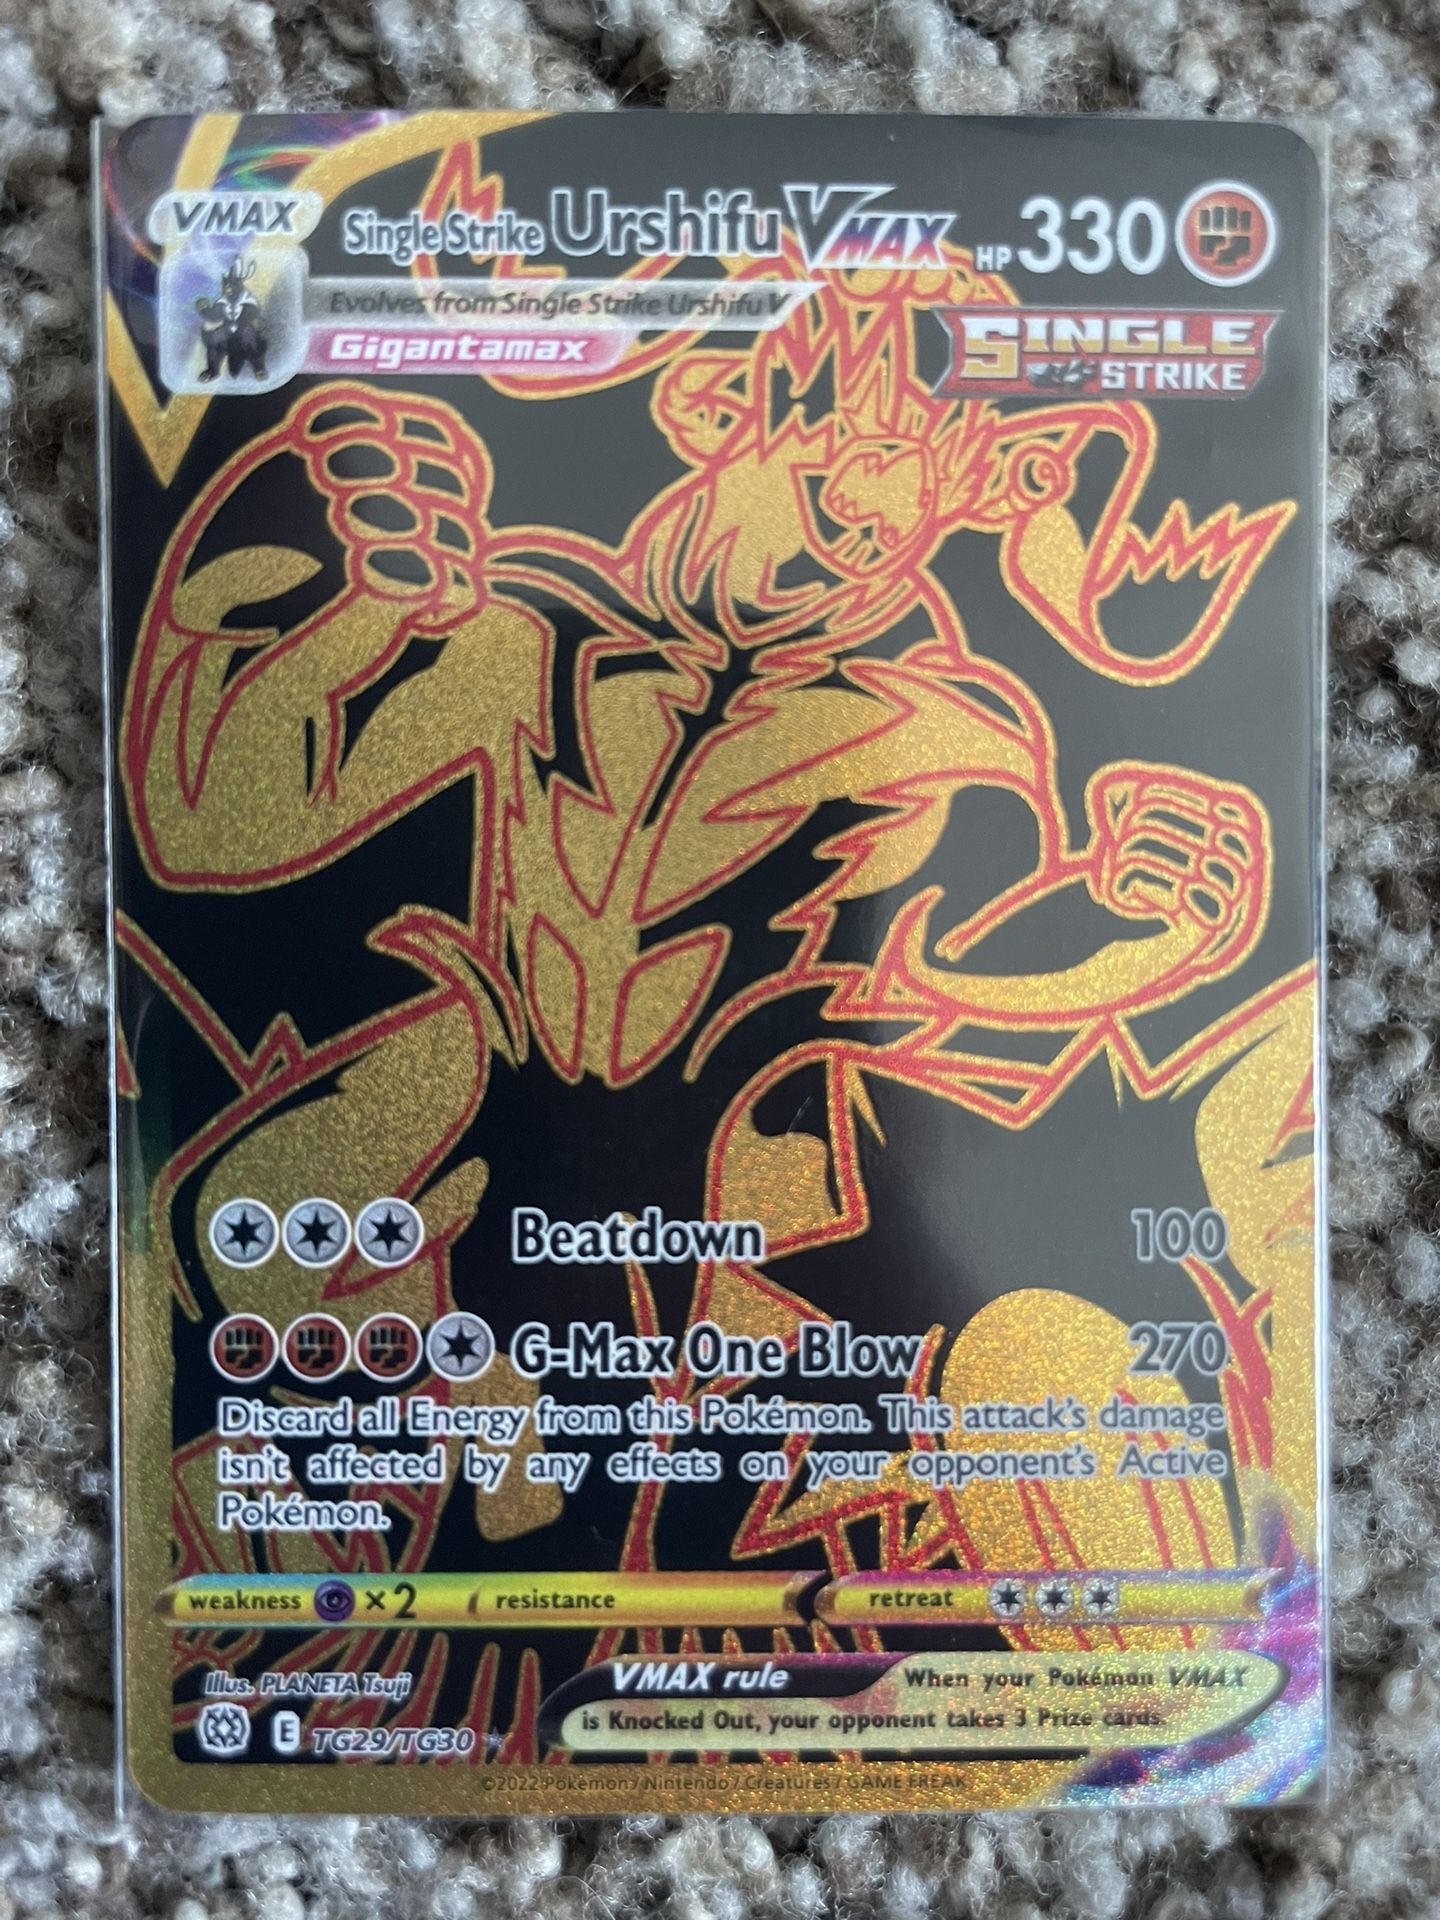 VMAX Single Strike Urshifu VMAX HP 330
Evolves from Single Strike Urshifu V
Gigantamax
SINGLE
STRIKE
Beatdown 100
G-Max One Blow 270
Discard all Energy from this Pokémon. This attack's damage
isn't affected by any effects on your opponent's Active
Pokémon.
weakness ×2 resistance retreat
Illus. PLANETA Tsuji
VMAX rule When your Pokémon VMAX
is Knocked Out, your opponent takes 3 Prize cards.
E TG29/TG30
©2022 Pokémon / Nintendo / Creatures / GAME FREAK